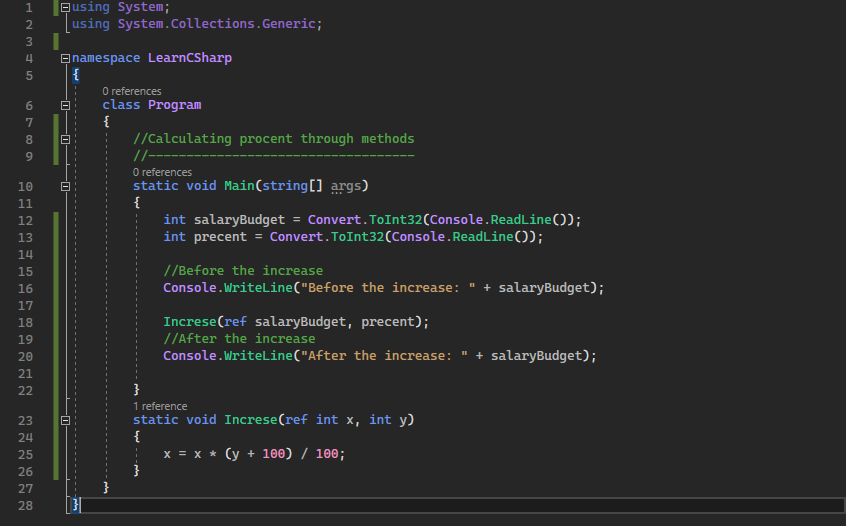 1 using System;
2 using System.Collections.Generic;
3
4 namespace LearnCSharp
5 {
0 references
6 class Program
7 {
8 //Calculating procent through methods
9 //-----------------------------------
0 references
10 static void Main(string[] args)
11 {
12 int salaryBudget = Convert.ToInt32(Console.ReadLine());
13 int precent = Convert.ToInt32(Console.ReadLine());
14
15 //Before the increase
16 Console.WriteLine("Before the increase: " + salaryBudget);
17
18 Increse(ref salaryBudget, precent);
19 //After the increase
20 Console.WriteLine("After the increase: " + salaryBudget);
21
22 }
1 reference
23 static void Increse(ref int x, int y)
24 {
25 x = x * (y + 100) / 100;
26 }
27 }
28 }